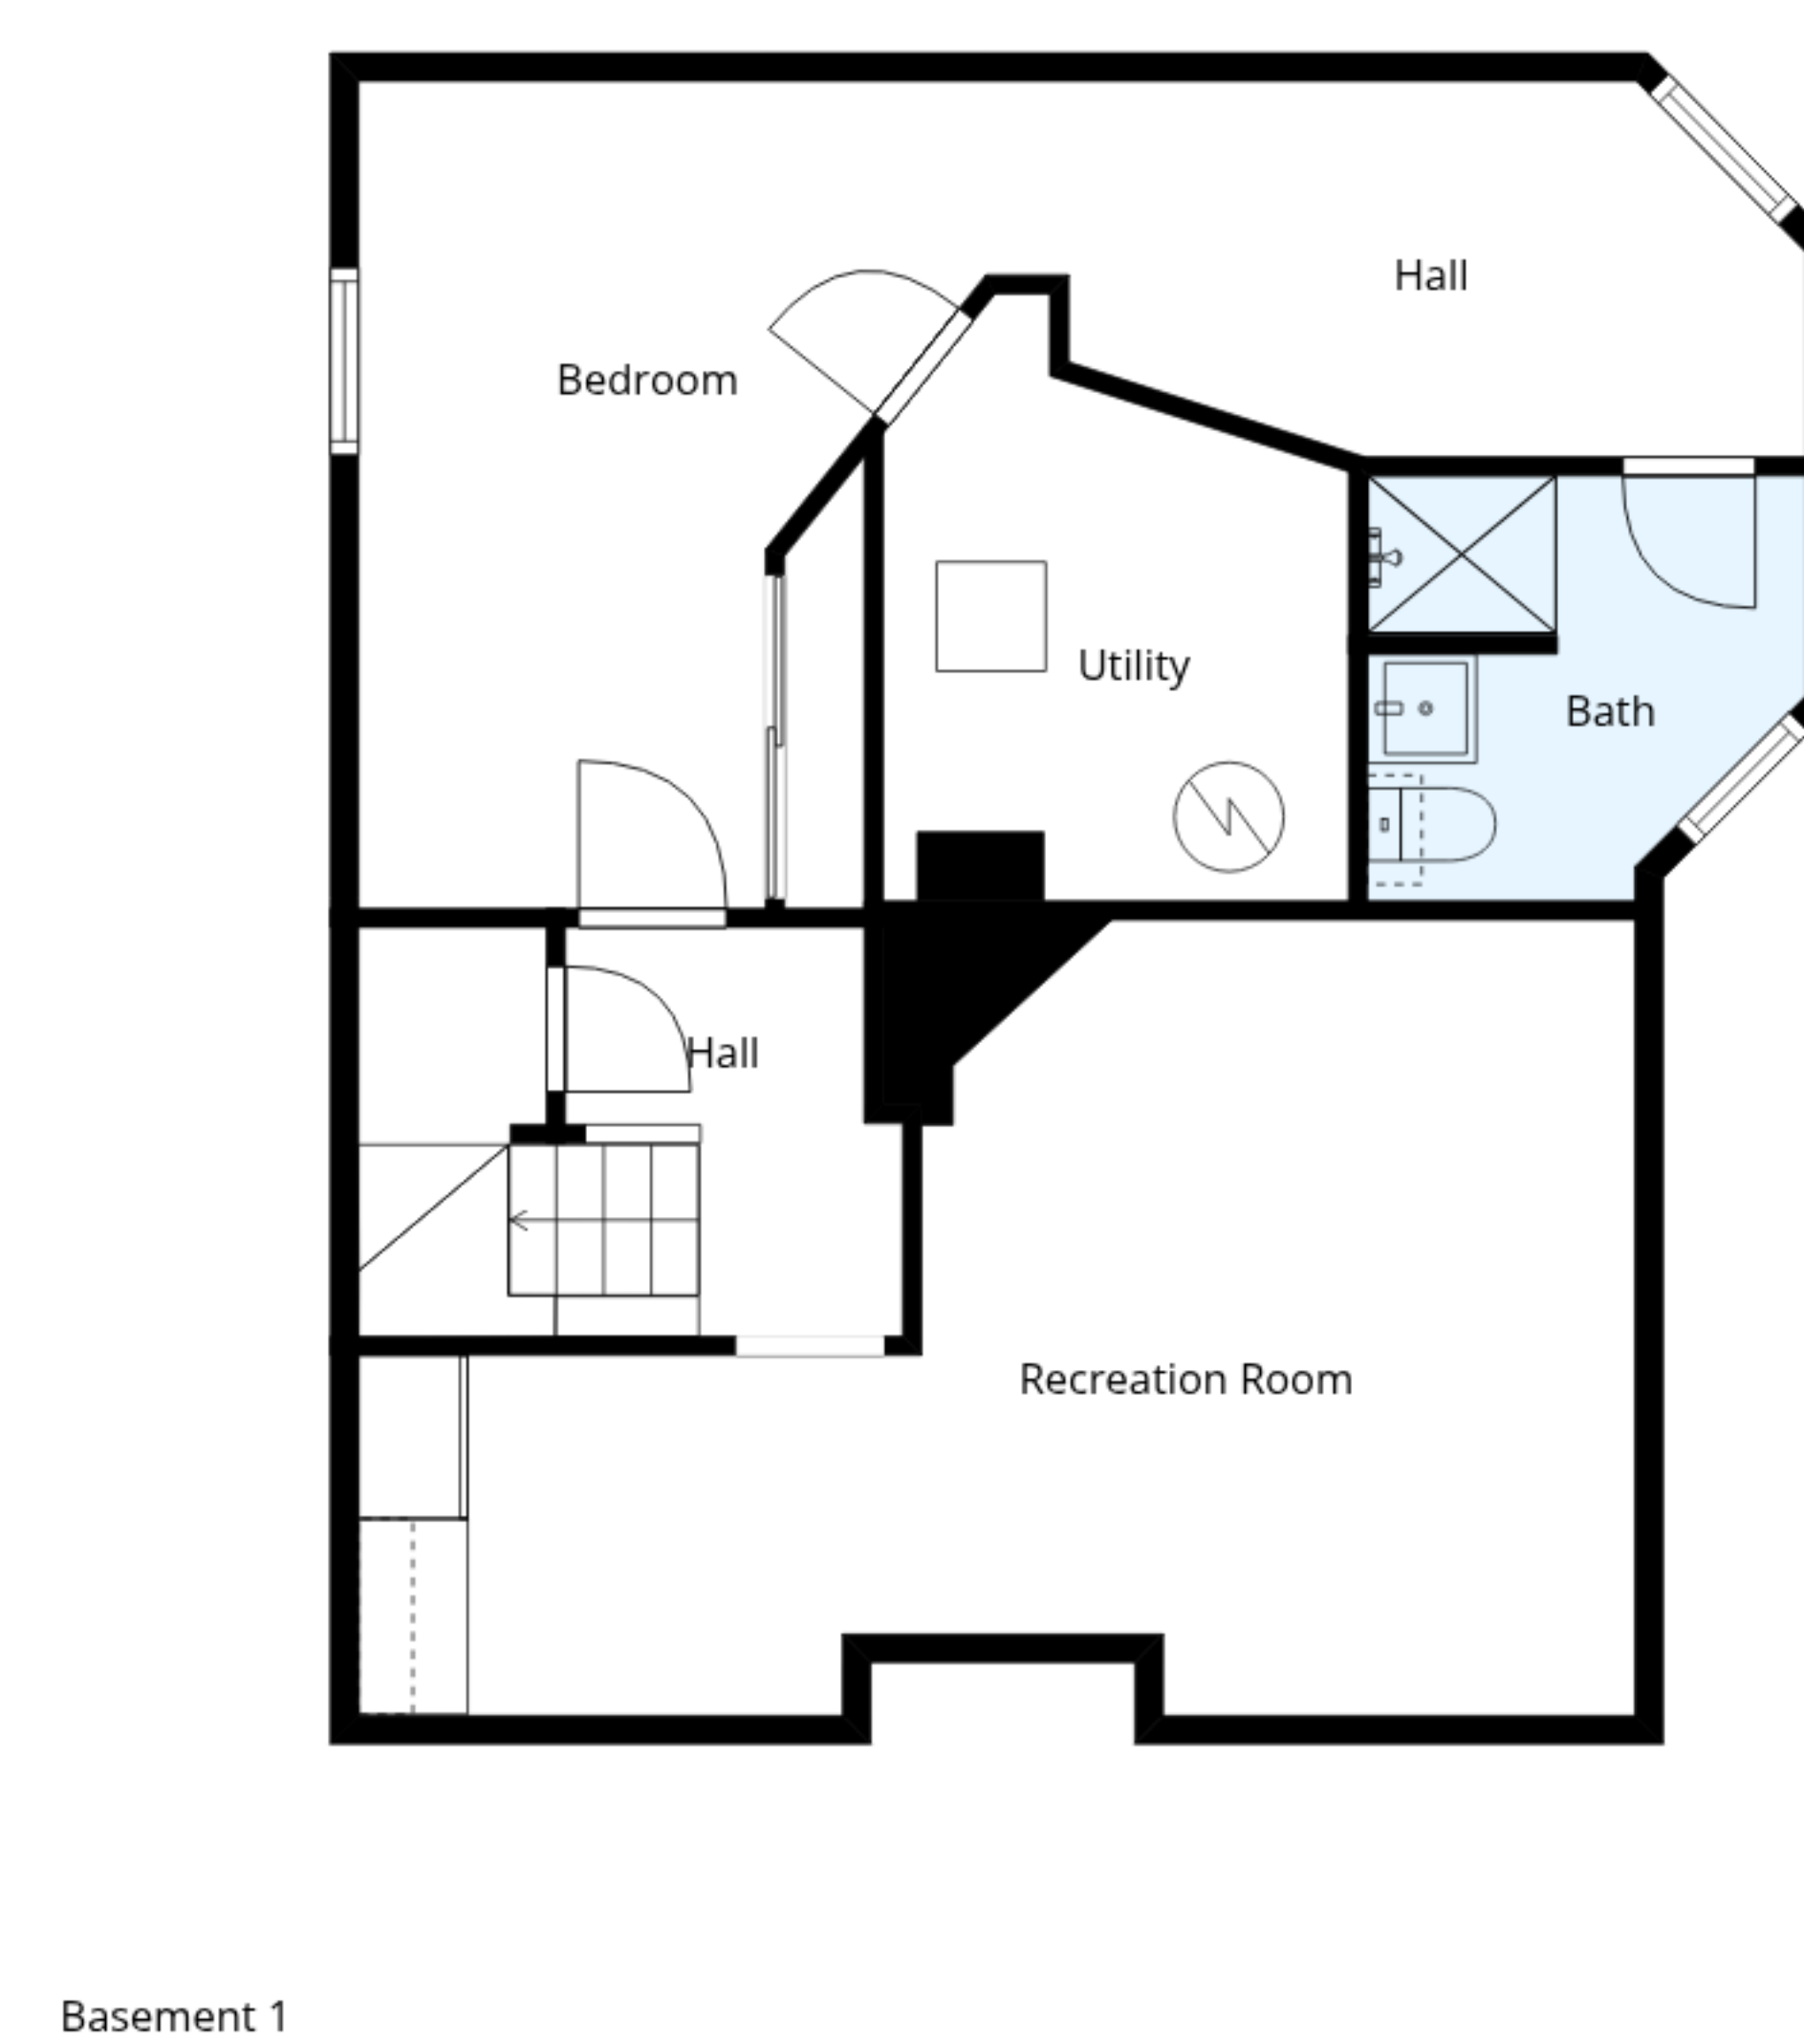 Hall
Bedroom
Utility
Bath
Hall
Recreation Room
Basement 1